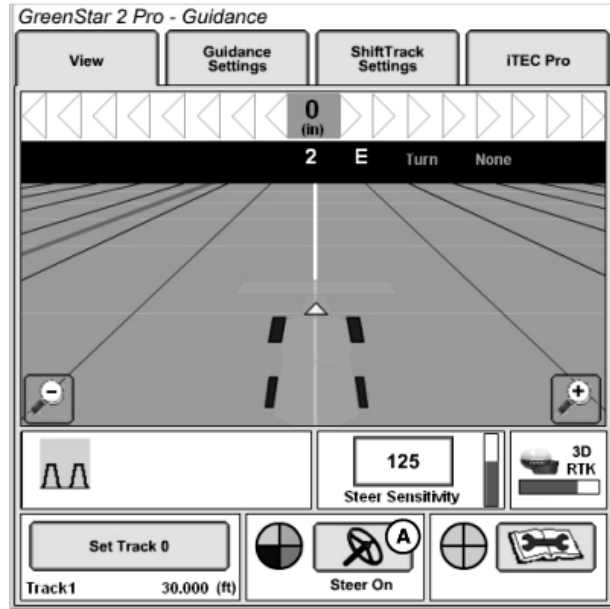 GreenStar 2 Pro - Guidance
View
Guidance
Settings
ShiftTrack
Settings
iTEC Pro
0
(in)
2 E Turn None
125
Steer Sensitivity
3D
RTK
Set Track 0
Track1 30.000 (ft)
A
Steer On